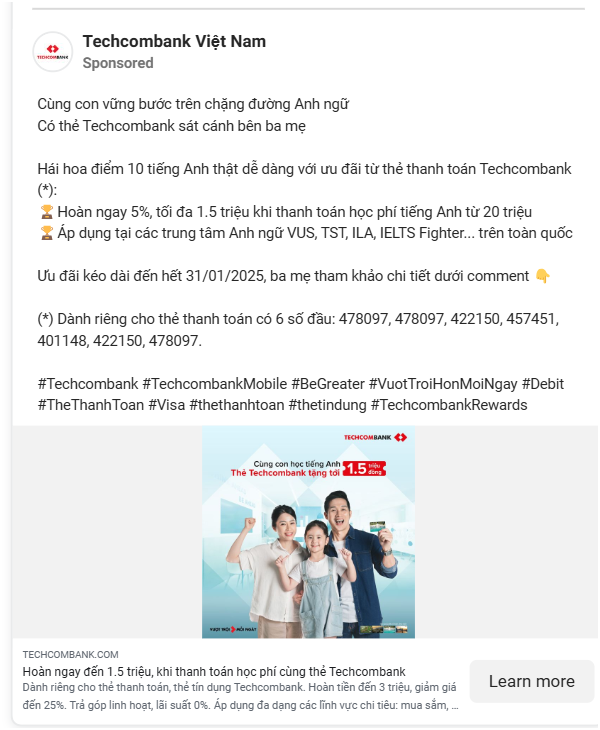 Techcombank Việt Nam
Sponsored
TECHCOMBANK
Cùng con vững bước trên chặng đường Anh ngữ
Có thẻ Techcombank sát cánh bên ba mẹ
Hái hoa điểm 10 tiếng Anh thật dễ dàng với ưu đãi từ thẻ thanh toán Techcombank
(*):
🏆Hoàn ngay 5%, tối đa 1.5 triệu khi thanh toán học phí tiếng Anh từ 20 triệu
🏆Áp dụng tại các trung tâm Anh ngữ VUS, TST, ILA, IELTS Fighter... trên toàn quốc
Ưu đãi kéo dài đến hết 31/01/2025, ba mẹ tham khảo chi tiết dưới comment 👇
(*) Dành riêng cho thẻ thanh toán có 6 số đầu: 478097, 478097, 422150, 457451,
401148, 422150, 478097.
#Techcombank #TechcombankMobile #BeGreater #VuotTroiHonMoiNgay #Debit
#TheThanhToan #Visa #thethanhtoan #thetindung #TechcombankRewards
TECHCOMBANK
Cùng con học tiếng Anh
Thẻ Techcombank tặng tới 1.5 triệu đồng
VƯỢT TRỘI MỖI NGÀY
TECHCOMBANK.COM
Hoàn ngay đến 1.5 triệu, khi thanh toán học phí cùng thẻ Techcombank
Dành riêng cho thẻ thanh toán, thẻ tín dụng Techcombank. Hoàn tiền đến 3 triệu, giảm giá
đến 25%. Trả góp linh hoạt, lãi suất 0%. Áp dụng đa dạng các lĩnh vực chi tiêu: mua sắm, ...
Learn more